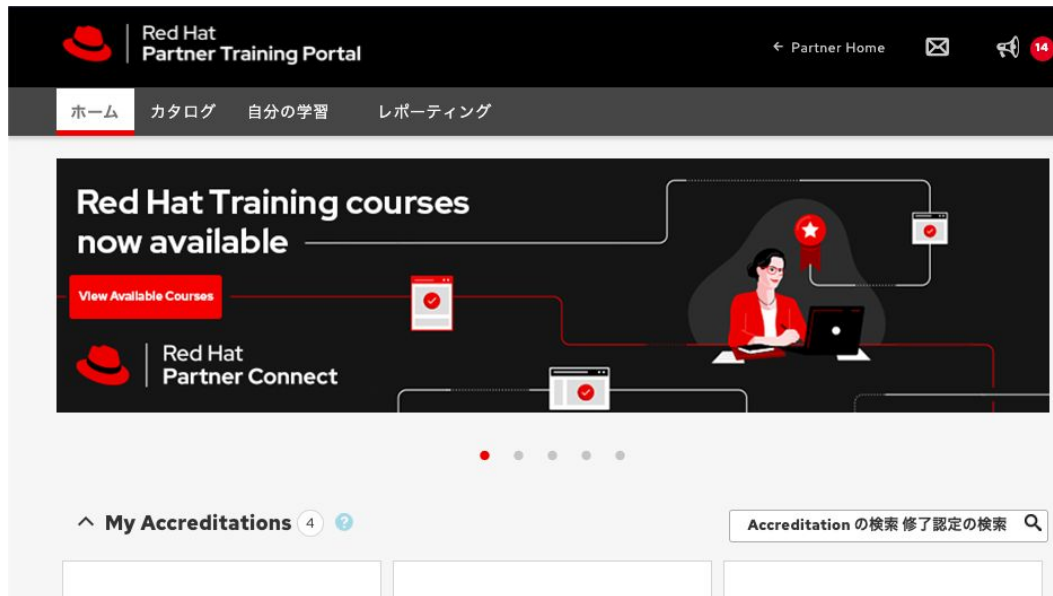 Red Hat
Partner Training Portal
← Partner Home
14
ホーム
カタログ
自分の学習
レポーティング
Red Hat Training courses
now available
View Available Courses
Red Hat
Partner Connect
My Accreditations 4 ?
Accreditation の検索 修了認定の検索